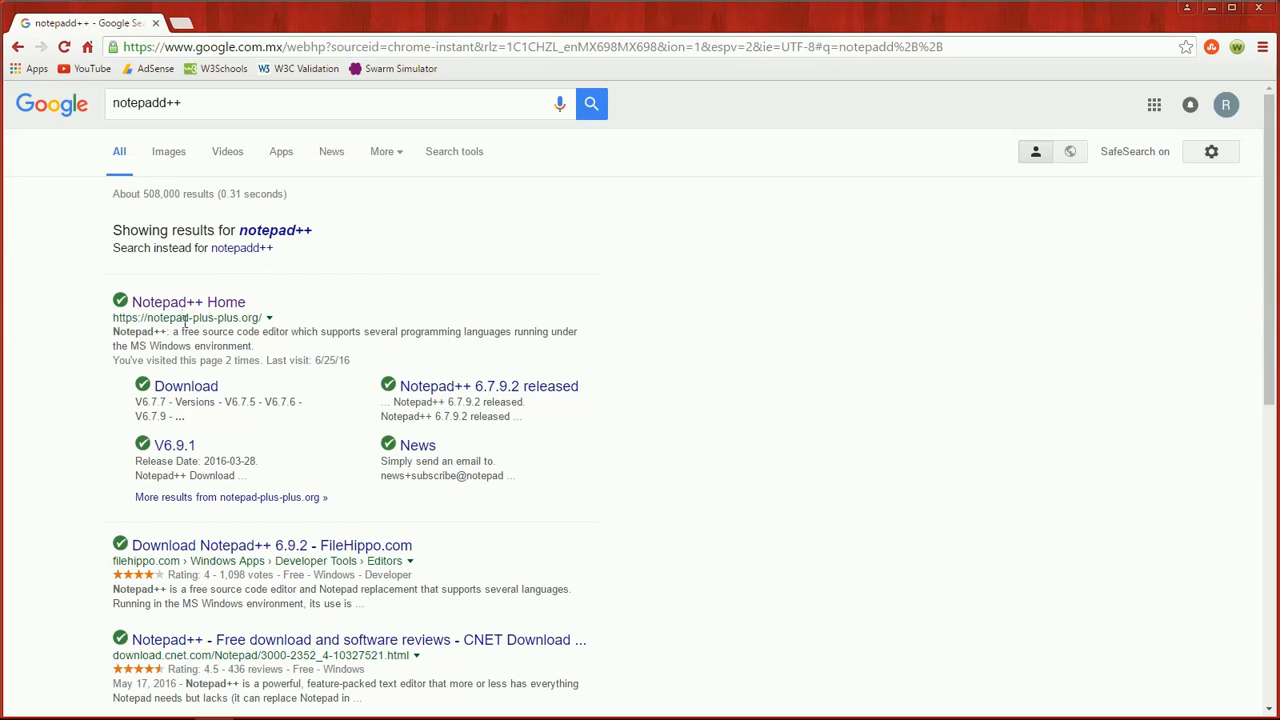 notepadd++ - Google Sea
https://www.google.com.mx/webhp?sourceid=chrome-instant&rlz=1C1CHZL_enMX698MX698&ion=1&espv=2&ie=UTF-8#q=notepadd%2B%2B
Apps YouTube AdSense W3Schools W3C Validation Swarm Simulator
Google notepadd++ R
All Images Videos Apps News More Search tools SafeSearch on
About 508,000 results (0.31 seconds)
Showing results for notepad++
Search instead for notepadd++
Notepad++ Home
https://notepad-plus-plus.org/
Notepad++: a free source code editor which supports several programming languages running under
the MS Windows environment.
You've visited this page 2 times. Last visit: 6/25/16
Download
V6.7.7 - Versions - V6.7.5 - V6.7.6 -
V6.7.9 - ...
Notepad++ 6.7.9.2 released
... Notepad++ 6.7.9.2 released.
Notepad++ 6.7.9.2 released ...
V6.9.1
Release Date: 2016-03-28.
Notepad++ Download ...
News
Simply send an email to.
news+subscribe@notepad ...
More results from notepad-plus-plus.org »
Download Notepad++ 6.9.2 - FileHippo.com
filehippo.com › Windows Apps › Developer Tools › Editors
Rating: 4 - 1,098 votes - Free - Windows - Developer
Notepad++ is a free source code editor and Notepad replacement that supports several languages.
Running in the MS Windows environment, its use is ...
Notepad++ - Free download and software reviews - CNET Download ...
download.cnet.com/Notepad/3000-2352_4-10327521.html
Rating: 4.5 - 436 reviews - Free - Windows
May 17, 2016 - Notepad++ is a powerful, feature-packed text editor that more or less has everything
Notepad needs but lacks (it can replace Notepad in ...